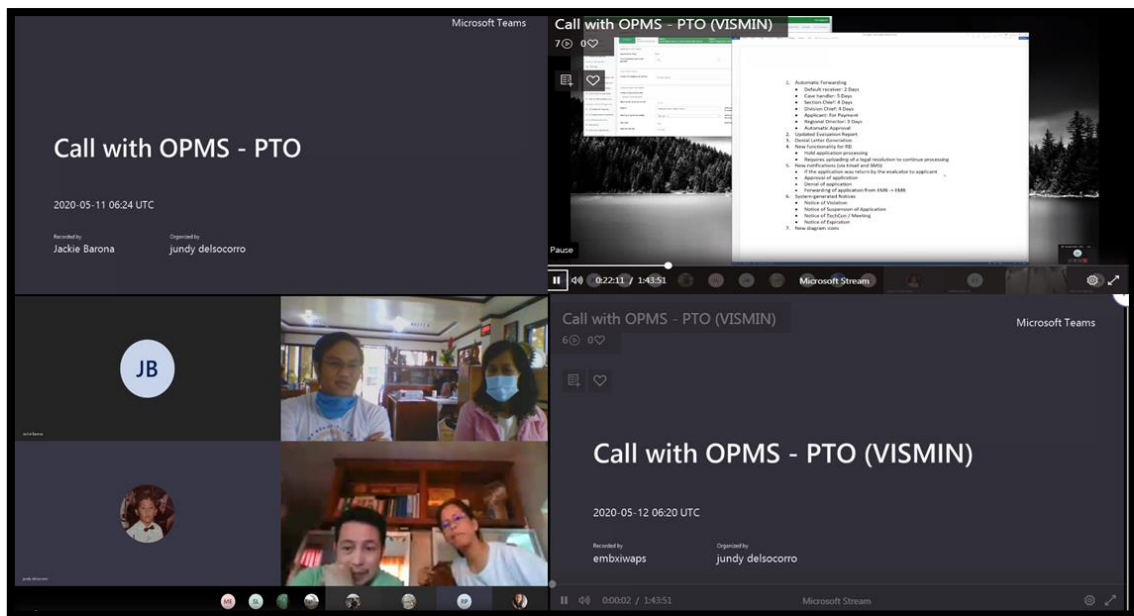 Microsoft Teams
Call with OPMS - PTO
2020-05-11 06:24 UTC
Recorded by
Organized by
Jackie Barona
jundy delsocorro
Call with OPMS - PTO (VISMIN)
7 0
1. Automatic Forwarding
• Default receiver: 2 Days
• Case handler: 5 Days
• Section Chief: 4 Days
• Division Chief: 4 Days
• Applicant: For Payment
• Regional Director: 3 Days
• Automatic Approval
2. Updated Evaluation Report
3. Denial Letter Generation
4. New functionality for RD
• Hold application processing
• Requires uploading of a legal resolution to continue processing
5. New notifications (via Email and SMS)
• If the application was return by the evaluator to applicant
• Approval of application
• Denial of application
• Forwarding of application from EMB -> EMB
6. System-generated Notices
• Notice of Violation
• Notice of Suspension of Application
• Notice of TechCon / Meeting
• Notice of Expiration
7. New diagram icons
Pause
0:22:11 / 1:43:51
Microsoft Stream
JB
Jackie Barona
jundy delsocorro
ME
SL
RP
Call with OPMS - PTO (VISMIN)
6 0
Microsoft Teams
Call with OPMS - PTO (VISMIN)
2020-05-12 06:20 UTC
Recorded by
Organized by
embxiwaps
jundy delsocorro
0:00:02 / 1:43:51
Microsoft Stream